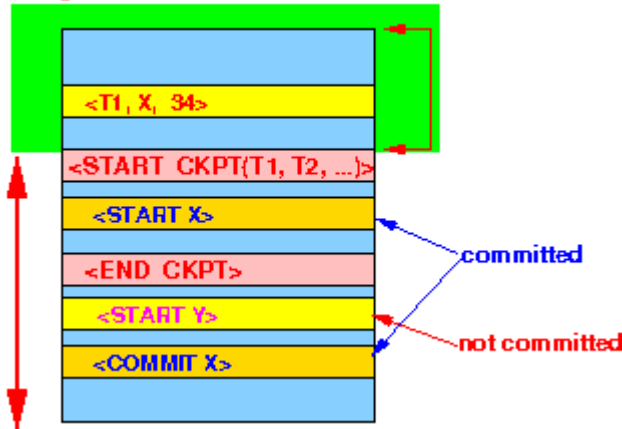 <T1, X, 34>
<START CKPT(T1, T2, ...)>
<START X>
committed
<END CKPT>
<START Y>
not committed
<COMMIT X>